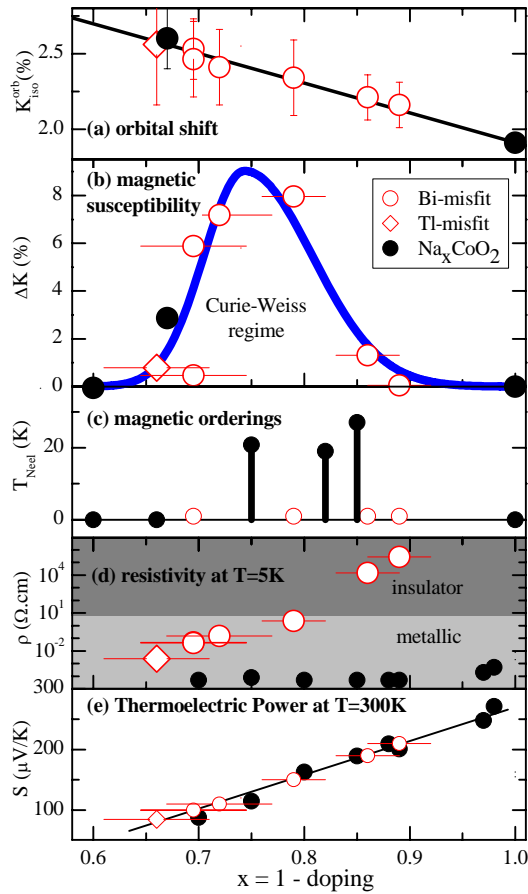 2.5
2.0
K_iso^orb(%)
(a) orbital shift
8
6
4
2
0
ΔK (%)
(b) magnetic
susceptibility
Bi-misfit
Tl-misfit
Na_xCoO_2
Curie-Weiss
regime
20
0
T_Neel (K)
(c) magnetic orderings
10^4
10^1
10^-2
ρ (Ω.cm)
(d) resistivity at T=5K
insulator
metallic
300
200
100
S (µV/K)
(e) Thermoelectric Power at T=300K
0.6 0.7 0.8 0.9 1.0
x = 1 - doping